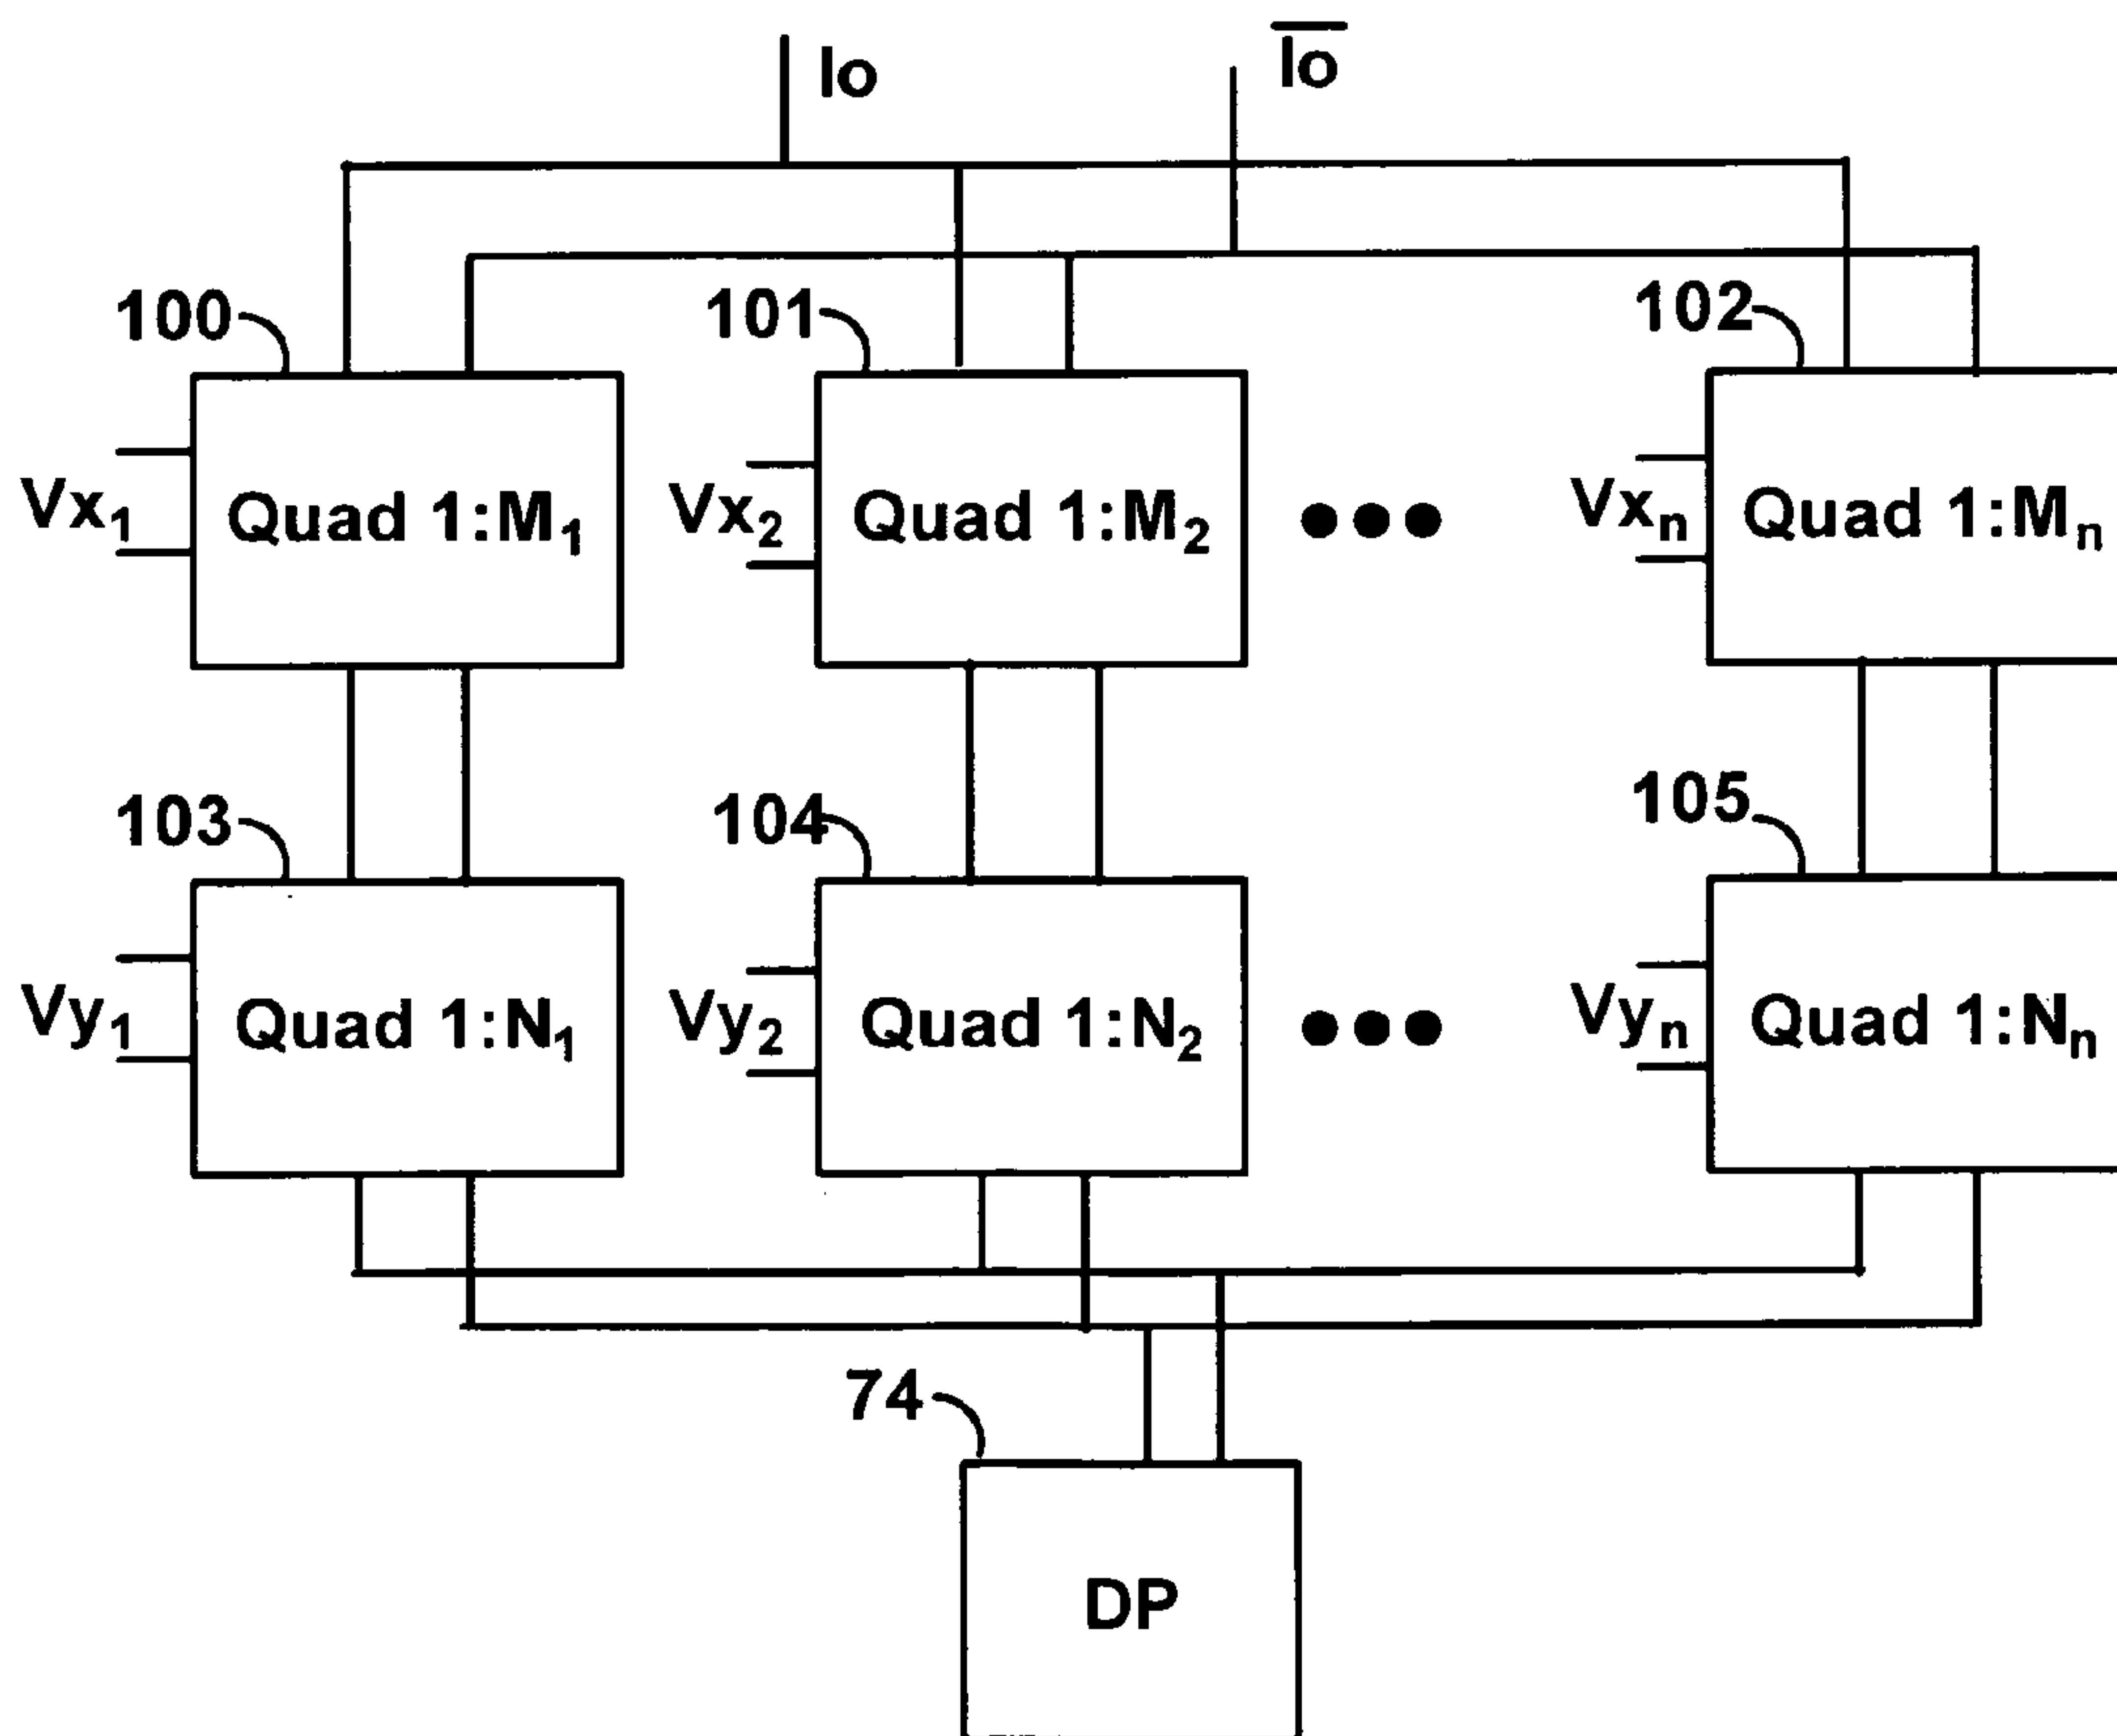 Io
I̅o̅
100
101
102
Vx₁
Quad 1:M₁
Vx₂
Quad 1:M₂
●●●
Vxₙ
Quad 1:Mₙ
103
104
105
Vy₁
Quad 1:N₁
Vy₂
Quad 1:N₂
●●●
Vyₙ
Quad 1:Nₙ
74
DP